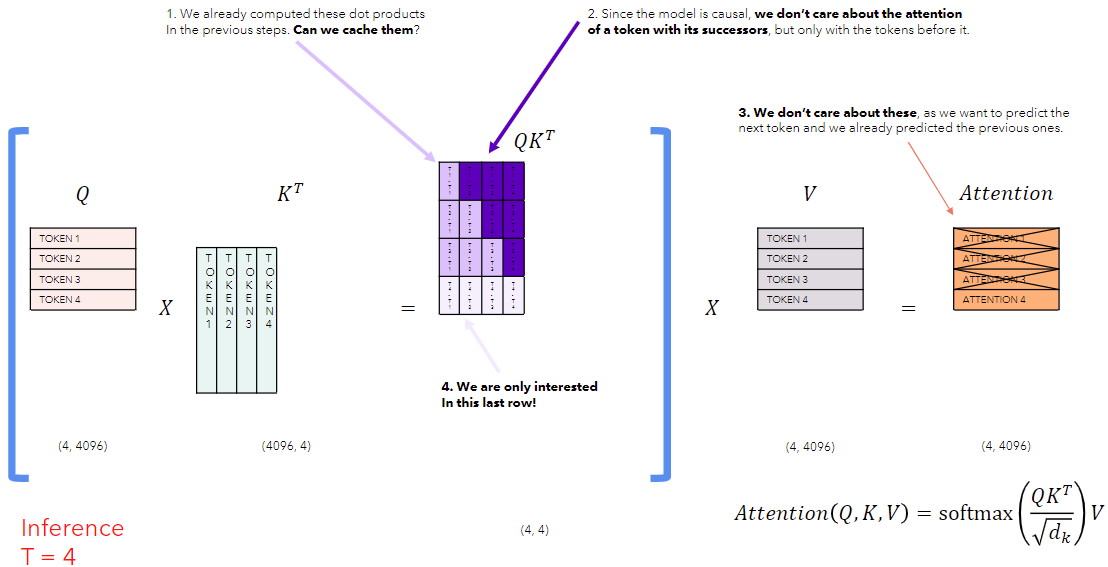 1. We already computed these dot products
In the previous steps. Can we cache them?
2. Since the model is causal, we don't care about the attention
of a token with its successors, but only with the tokens before it.
3. We don't care about these, as we want to predict the
next token and we already predicted the previous ones.
QK^T
Q
K^T
V
Attention
TOKEN 1
TOKEN 2
TOKEN 3
TOKEN 4
X
TOKEN 1
TOKEN 2
TOKEN 3
TOKEN 4
=
X
TOKEN 1
TOKEN 2
TOKEN 3
TOKEN 4
=
ATTENTION 1
ATTENTION 2
ATTENTION 3
ATTENTION 4
4. We are only interested
In this last row!
(4, 4096)
(4096, 4)
(4, 4096)
(4, 4096)
Inference
T = 4
(4, 4)
Attention(Q, K, V) = softmax(QK^T / √d_k) V